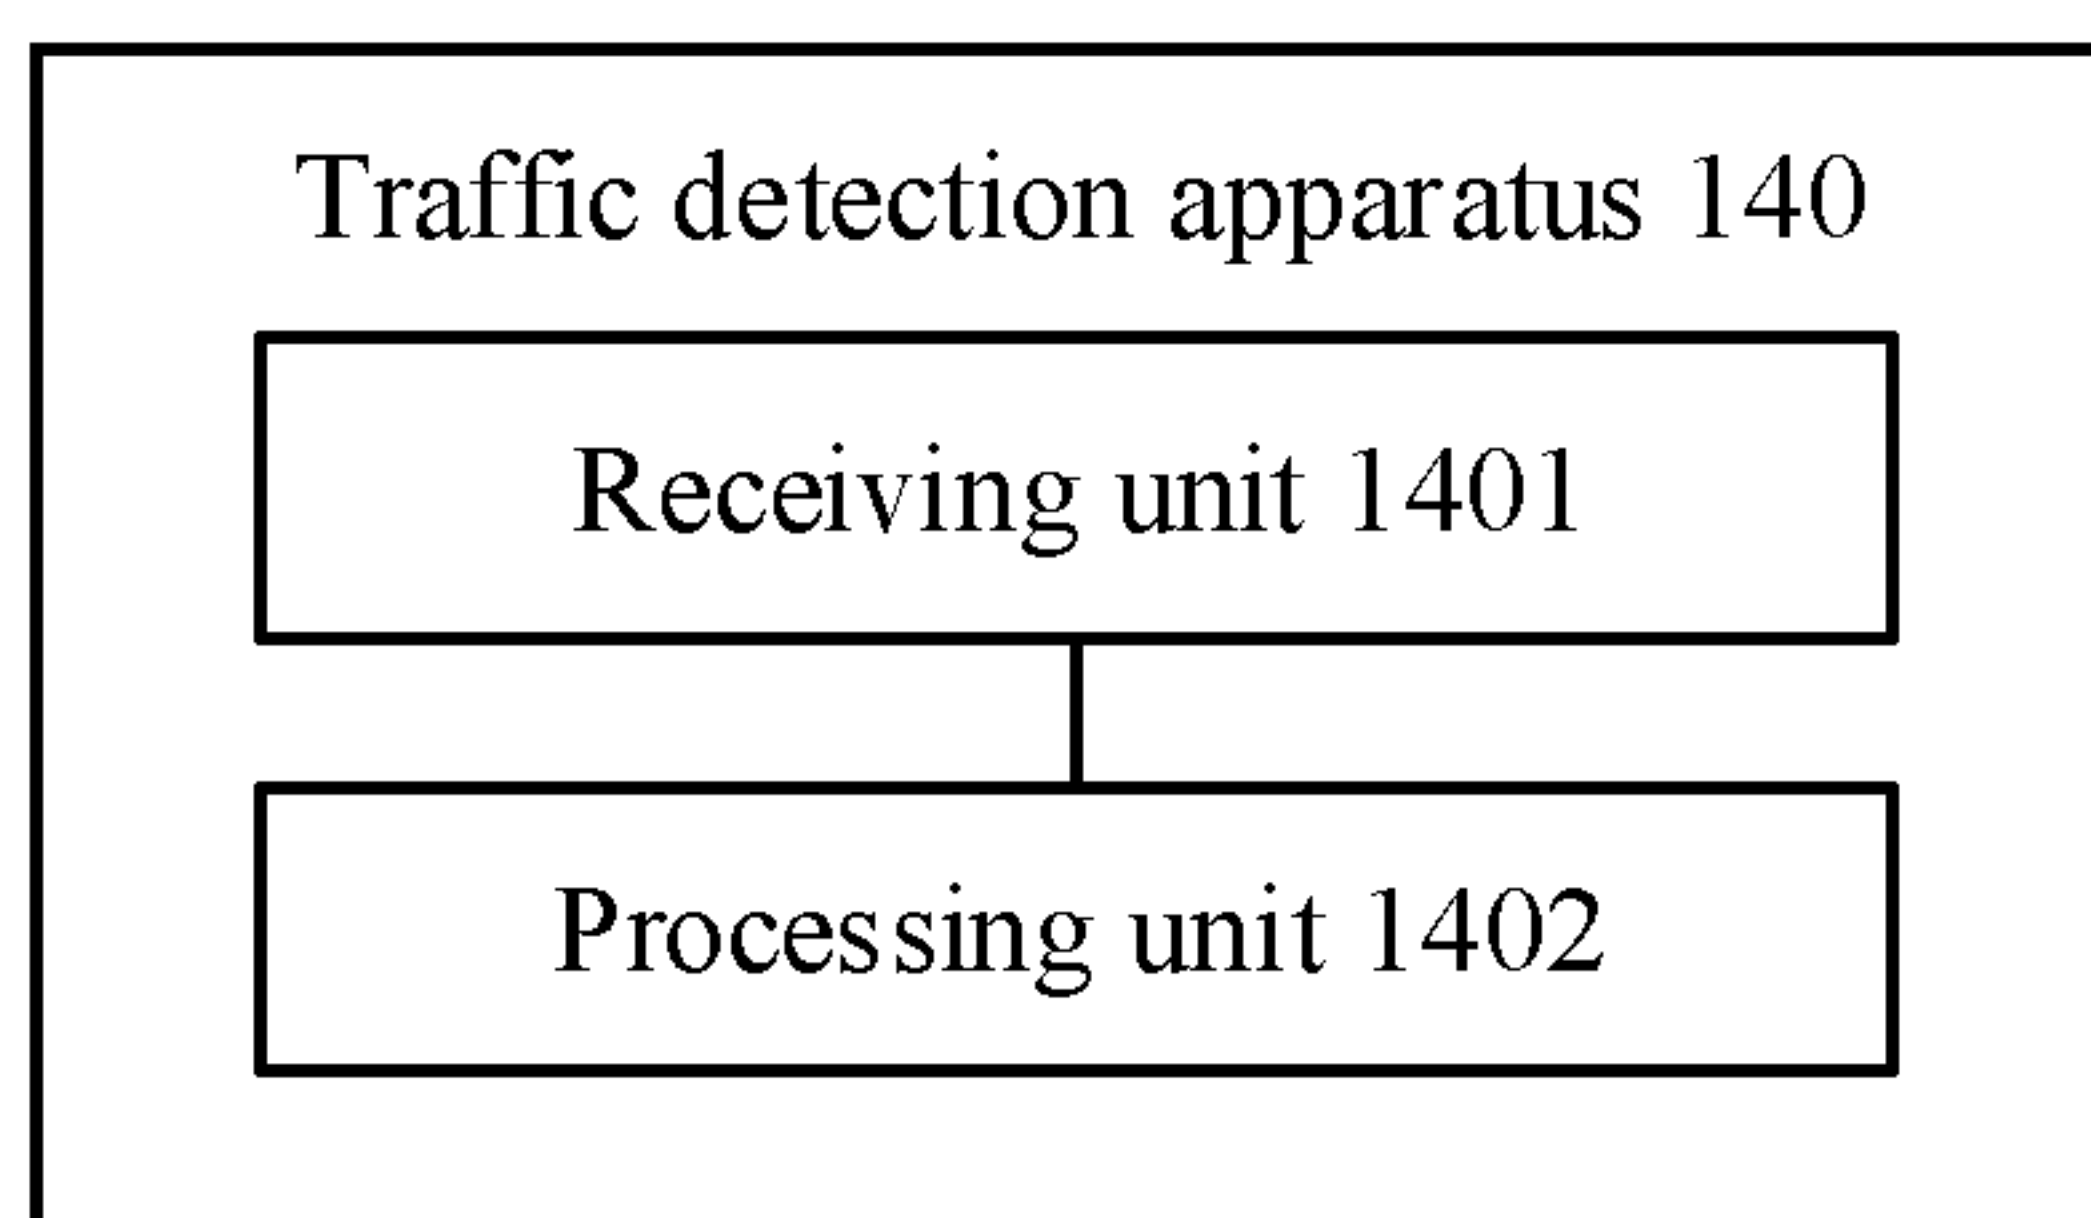 Traffic detection apparatus 140
Receiving unit 1401
Processing unit 1402